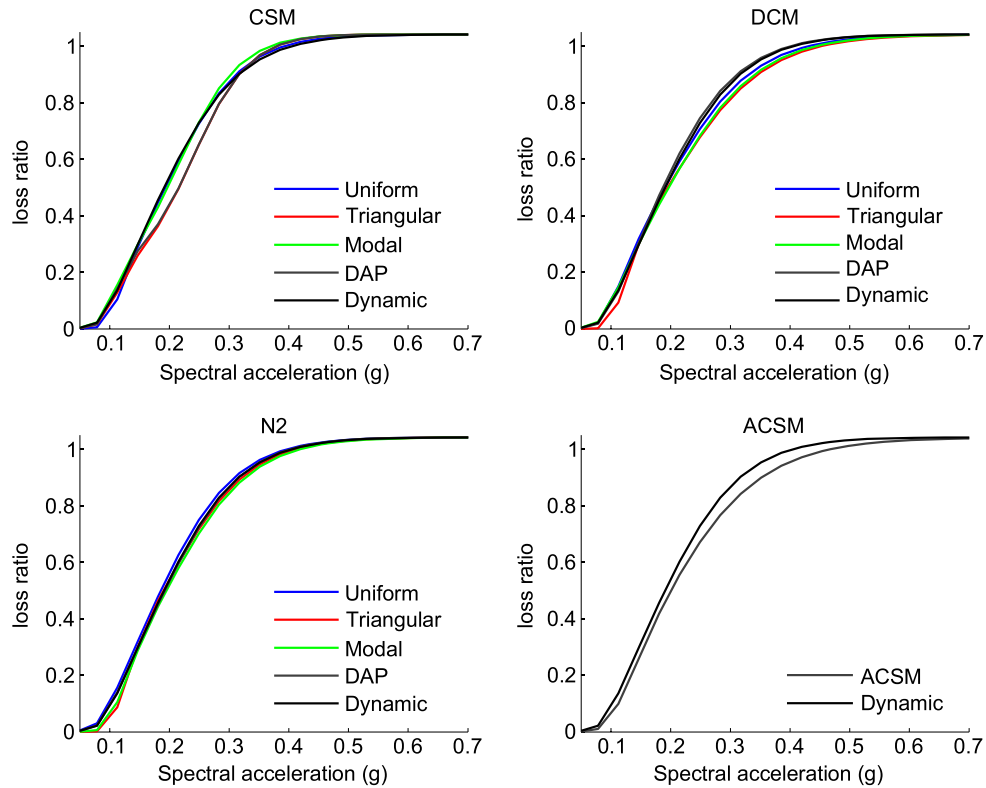 CSM
1
0.8
0.6
0.4
0.2
0
loss ratio
Uniform
Triangular
Modal
DAP
Dynamic
0.1 0.2 0.3 0.4 0.5 0.6 0.7
Spectral acceleration (g)
DCM
1
0.8
0.6
0.4
0.2
0
loss ratio
Uniform
Triangular
Modal
DAP
Dynamic
0.1 0.2 0.3 0.4 0.5 0.6 0.7
Spectral acceleration (g)
N2
1
0.8
0.6
0.4
0.2
0
loss ratio
Uniform
Triangular
Modal
DAP
Dynamic
0.1 0.2 0.3 0.4 0.5 0.6 0.7
Spectral acceleration (g)
ACSM
1
0.8
0.6
0.4
0.2
0
loss ratio
ACSM
Dynamic
0.1 0.2 0.3 0.4 0.5 0.6 0.7
Spectral acceleration (g)